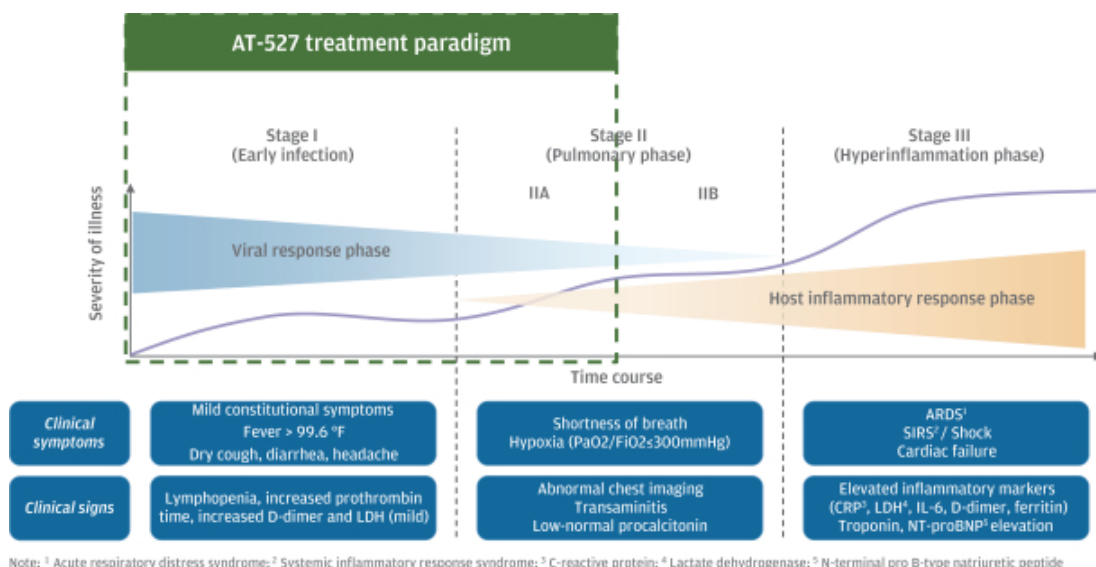 AT-527 treatment paradigm
Stage I
(Early infection)
Stage II
(Pulmonary phase)
Stage III
(Hyperinflammation phase)
IIA
IIB
Severity of illness
Viral response phase
Host inflammatory response phase
Time course
Clinical
symptoms
Mild constitutional symptoms
Fever > 99.6 °F
Dry cough, diarrhea, headache
Shortness of breath
Hypoxia (PaO2/FiO2≤300mmHg)
ARDS¹
SIRS² / Shock
Cardiac failure
Clinical signs
Lymphopenia, increased prothrombin
time, increased D-dimer and LDH (mild)
Abnormal chest imaging
Transaminitis
Low-normal procalcitonin
Elevated inflammatory markers
(CRP³, LDH⁴, IL-6, D-dimer, ferritin)
Troponin, NT-proBNP⁵ elevation
Note: ¹ Acute respiratory distress syndrome; ² Systemic inflammatory response syndrome; ³ C-reactive protein; ⁴ Lactate dehydrogenase; ⁵ N-terminal pro B-type natriuretic peptide